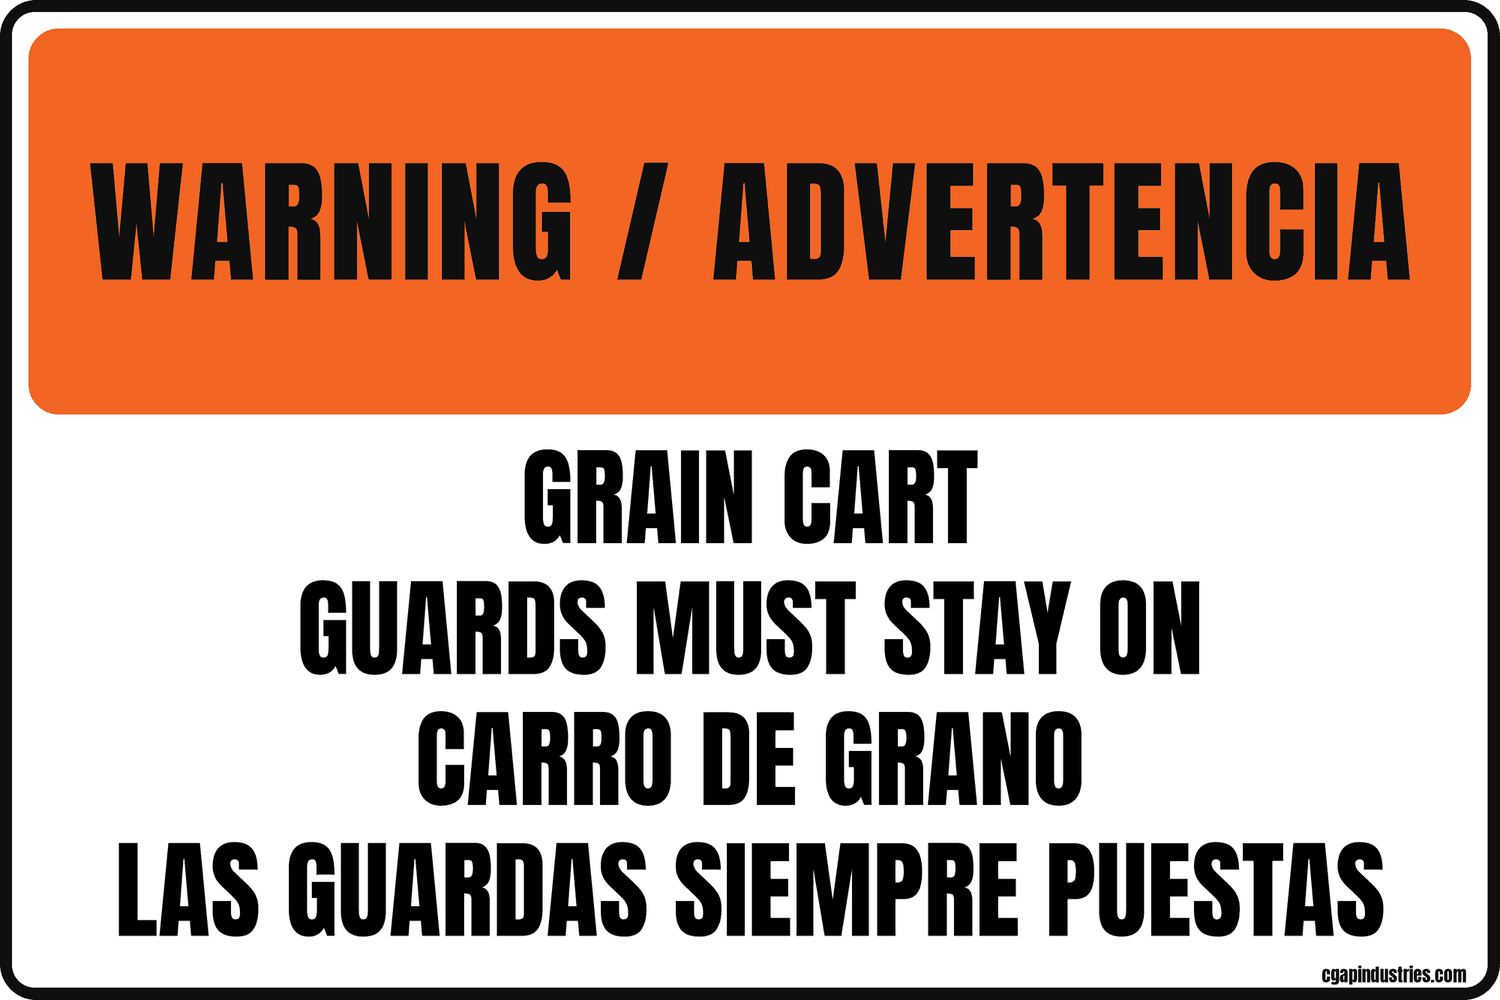 WARNING / ADVERTENCIA
GRAIN CART
GUARDS MUST STAY ON
CARRO DE GRANO
LAS GUARDAS SIEMPRE PUESTAS
cgapindustries.com